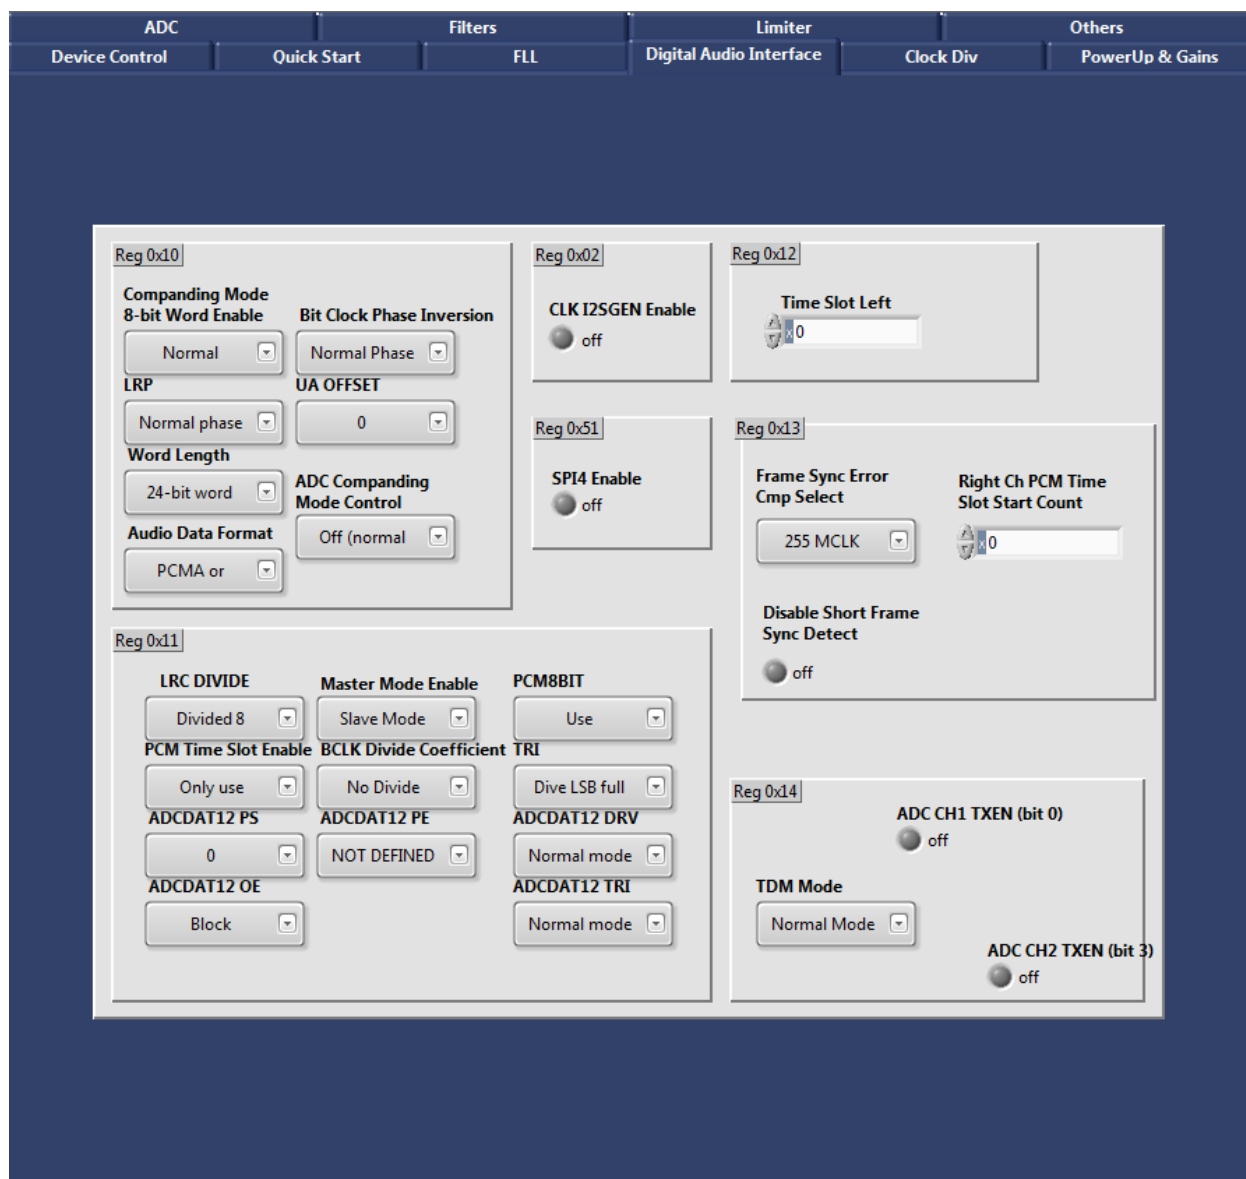 ADC Filters Limiter Others
Device Control Quick Start FLL Digital Audio Interface Clock Div PowerUp & Gains
Reg 0x10
Companding Mode
8-bit Word Enable
Normal
Bit Clock Phase Inversion
Normal Phase
LRP
Normal phase
UA OFFSET
0
Word Length
24-bit word
ADC Companding
Mode Control
Off (normal
Audio Data Format
PCMA or
Reg 0x02
CLK I2SGEN Enable
off
Reg 0x12
Time Slot Left
x 0
Reg 0x51
SPI4 Enable
off
Reg 0x13
Frame Sync Error
Cmp Select
255 MCLK
Right Ch PCM Time
Slot Start Count
x 0
Disable Short Frame
Sync Detect
off
Reg 0x11
LRC DIVIDE
Divided 8
Master Mode Enable
Slave Mode
PCM8BIT
Use
PCM Time Slot Enable
Only use
BCLK Divide Coefficient
No Divide
TRI
Dive LSB full
ADCDAT12 PS
0
ADCDAT12 PE
NOT DEFINED
ADCDAT12 DRV
Normal mode
ADCDAT12 OE
Block
ADCDAT12 TRI
Normal mode
Reg 0x14
ADC CH1 TXEN (bit 0)
off
TDM Mode
Normal Mode
ADC CH2 TXEN (bit 3)
off